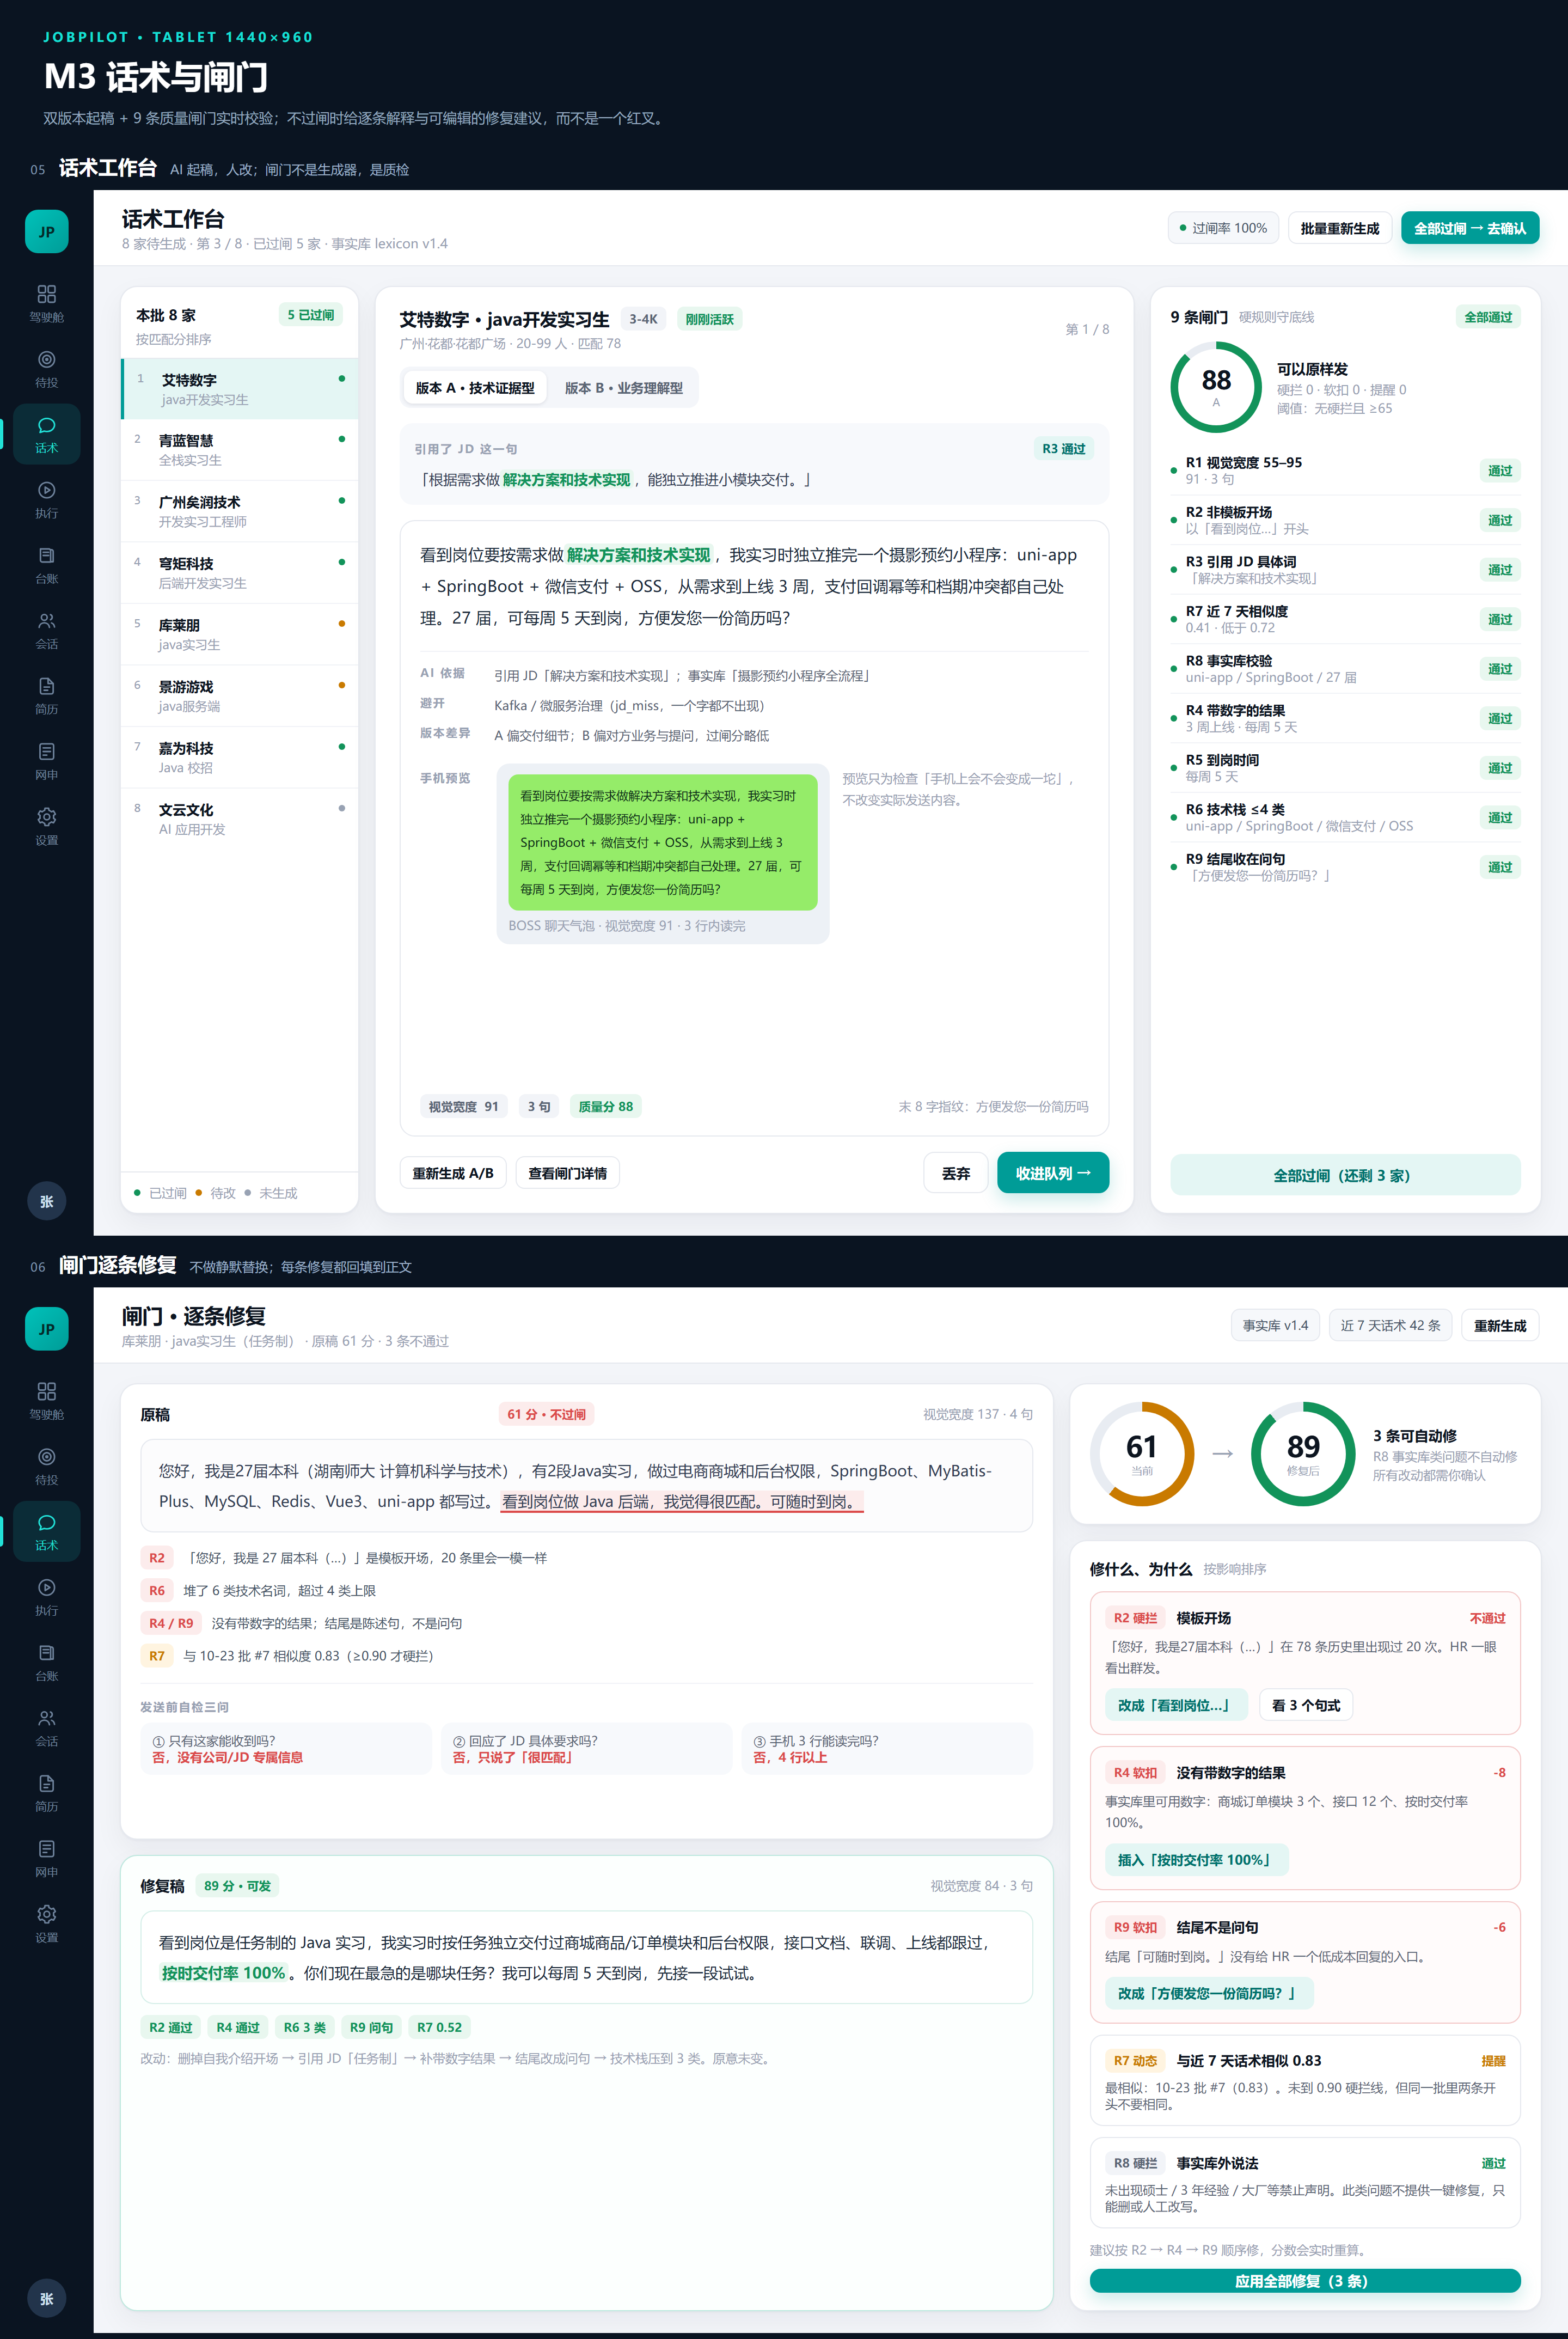 JOBPILOT • TABLET 1440×960
M3 话术与闸门
双版本起稿 + 9 条质量闸门实时校验；不过闸时给逐条解释与可编辑的修复建议，而不是一个红叉。
05 话术工作台 AI 起稿，人改；闸门不是生成器，是质检
JP
驾驶舱
待投
话术
执行
台账
会话
简历
网申
设置
张
话术工作台
8 家待生成 · 第 3 / 8 · 已过闸 5 家 · 事实库 lexicon v1.4
过闸率 100%
批量重新生成
全部过闸 → 去确认
本批 8 家
5 已过闸
按匹配分排序
1 艾特数字
java开发实习生
2 青蓝智慧
全栈实习生
3 广州矣润技术
开发实习工程师
4 穹矩科技
后端开发实习生
5 库莱朋
java实习生
6 景游游戏
java服务端
7 嘉为科技
Java 校招
8 文云文化
AI 应用开发
已过闸 待改 未生成
艾特数字 • java开发实习生 3-4K 刚刚活跃
广州·花都·花都广场 · 20-99 人 · 匹配 78
第 1 / 8
版本 A • 技术证据型 版本 B • 业务理解型
引用了 JD 这一句
R3 通过
「根据需求做 解决方案和技术实现 ，能独立推进小模块交付。」
看到岗位要按需求做 解决方案和技术实现 ，我实习时独立推完一个摄影预约小程序：uni-app
+ SpringBoot + 微信支付 + OSS，从需求到上线 3 周，支付回调幂等和档期冲突都自己处
理。27 届，可每周 5 天到岗，方便发您一份简历吗？
AI 依据 引用 JD「解决方案和技术实现」；事实库「摄影预约小程序全流程」
避开 Kafka / 微服务治理（jd_miss，一个字都不出现）
版本差异 A 偏交付细节；B 偏对方业务与提问，过闸分略低
手机预览
看到岗位要按需求做解决方案和技术实现，我实习时
独立推完一个摄影预约小程序：uni-app +
SpringBoot + 微信支付 + OSS，从需求到上线 3
周，支付回调幂等和档期冲突都自己处理。27 届，可
每周 5 天到岗，方便发您一份简历吗？
BOSS 聊天气泡 · 视觉宽度 91 · 3 行内读完
预览只为检查「手机上会不会变成一坨」，
不改变实际发送内容。
视觉宽度 91 3 句 质量分 88
末 8 字指纹：方便发您一份简历吗
重新生成 A/B 查看闸门详情 丢弃 收进队列 →
9 条闸门 硬规则守底线 全部通过
88
A
可以原样发
硬拦 0 · 软扣 0 · 提醒 0
阈值：无硬拦且 ≥65
R1 视觉宽度 55–95
91 · 3 句
通过
R2 非模板开场
以「看到岗位…」开头
通过
R3 引用 JD 具体词
「解决方案和技术实现」
通过
R7 近 7 天相似度
0.41 · 低于 0.72
通过
R8 事实库校验
uni-app / SpringBoot / 27 届
通过
R4 带数字的结果
3 周上线 · 每周 5 天
通过
R5 到岗时间
每周 5 天
通过
R6 技术栈 ≤4 类
uni-app / SpringBoot / 微信支付 / OSS
通过
R9 结尾收在问句
「方便发您一份简历吗？」
通过
全部过闸（还剩 3 家）
06 闸门逐条修复 不做静默替换；每条修复都回填到正文
JP
驾驶舱
待投
话术
执行
台账
会话
简历
网申
设置
张
闸门 • 逐条修复
库莱朋 · java实习生（任务制） · 原稿 61 分 · 3 条不通过
事实库 v1.4
近 7 天话术 42 条
重新生成
原稿
61 分 • 不过闸
视觉宽度 137 · 4 句
您好，我是27届本科（湖南师大 计算机科学与技术），有2段Java实习，做过电商商城和后台权限，SpringBoot、MyBatis-
Plus、MySQL、Redis、Vue3、uni-app 都写过。看到岗位做 Java 后端，我觉得很匹配。可随时到岗。
R2 「您好，我是 27 届本科（…）」是模板开场，20 条里会一模一样
R6 堆了 6 类技术名词，超过 4 类上限
R4 / R9 没有带数字的结果；结尾是陈述句，不是问句
R7 与 10-23 批 #7 相似度 0.83（≥0.90 才硬拦）
发送前自检三问
① 只有这家能收到吗？
否，没有公司/JD 专属信息
② 回应了 JD 具体要求吗？
否，只说了「很匹配」
③ 手机 3 行能读完吗？
否，4 行以上
修复稿 89 分 • 可发
视觉宽度 84 · 3 句
看到岗位是任务制的 Java 实习，我实习时按任务独立交付过商城商品/订单模块和后台权限，接口文档、联调、上线都跟过，
按时交付率 100% 。你们现在最急的是哪块任务？我可以每周 5 天到岗，先接一段试试。
R2 通过 R4 通过 R6 3 类 R9 问句 R7 0.52
改动：删掉自我介绍开场 → 引用 JD「任务制」→ 补带数字结果 → 结尾改成问句 → 技术栈压到 3 类。原意未变。
61
当前
→
89
修复后
3 条可自动修
R8 事实库类问题不自动修
所有改动都需你确认
修什么、为什么 按影响排序
R2 硬拦 模板开场 不通过
「您好，我是27届本科（…）」在 78 条历史里出现过 20 次。HR 一眼
看出群发。
改成「看到岗位…」 看 3 个句式
R4 软扣 没有带数字的结果 -8
事实库里可用数字：商城订单模块 3 个、接口 12 个、按时交付率
100%。
插入「按时交付率 100%」
R9 软扣 结尾不是问句 -6
结尾「可随时到岗。」没有给 HR 一个低成本回复的入口。
改成「方便发您一份简历吗？」
R7 动态 与近 7 天话术相似 0.83 提醒
最相似：10-23 批 #7（0.83）。未到 0.90 硬拦线，但同一批里两条开
头不要相同。
R8 硬拦 事实库外说法 通过
未出现硕士 / 3 年经验 / 大厂等禁止声明。此类问题不提供一键修复，只
能删或人工改写。
建议按 R2 → R4 → R9 顺序修，分数会实时重算。
应用全部修复（3 条）